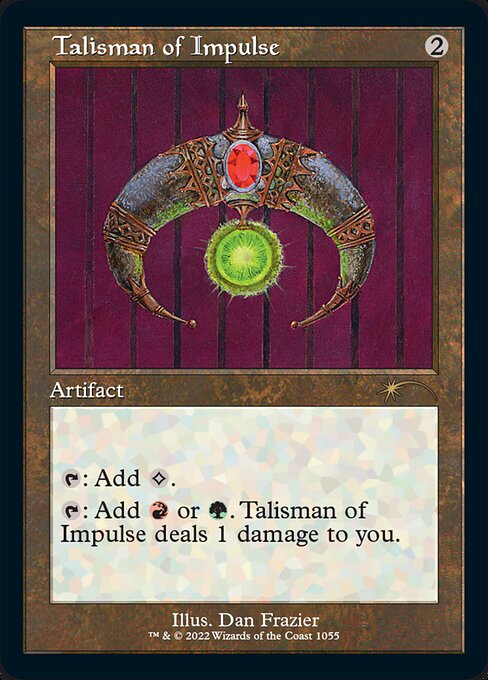 Talisman of Impulse 2
Artifact
: Add .
: Add or . Talisman of
Impulse deals 1 damage to you.
Illus. Dan Frazier
™ & © 2022 Wizards of the Coast 1055